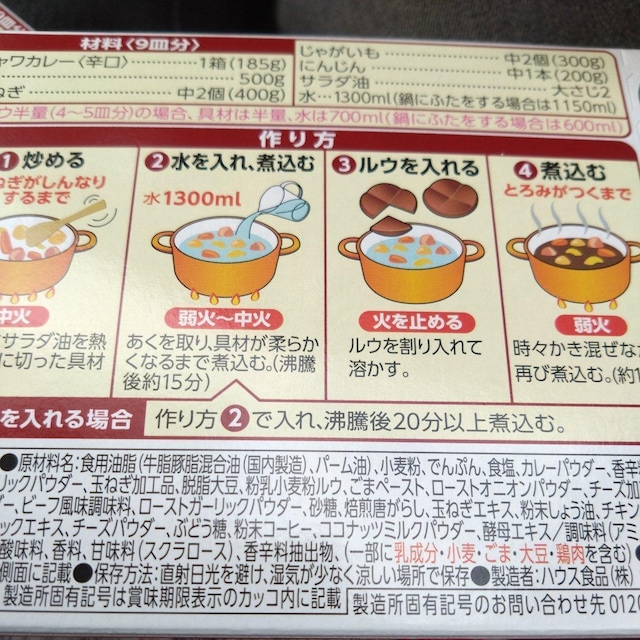 材料〈9皿分〉
ャワカレー〈辛口〉 1箱(185g)
500g
ねぎ 中2個(400g)
じゃがいも 中2個(300g)
にんじん 中1本(200g)
サラダ油 大さじ2
水 1300ml(鍋にふたをする場合は1150ml)
ウ半量(4〜5皿分)の場合、具材は半量、水は700ml(鍋にふたをする場合は600ml)
作り方
1 炒める
ねぎがしんなり
するまで
中火
サラダ油を熱
に切った具材
2 水を入れ、煮込む
水1300ml
弱火〜中火
あくを取り、具材が柔らか
くなるまで煮込む。(沸騰
後約15分)
3 ルウを入れる
火を止める
ルウを割り入れて
溶かす。
4 煮込む
とろみがつくまで
弱火
時々かき混ぜなが
再び煮込む。(約1
を入れる場合 作り方2で入れ、沸騰後20分以上煮込む。
●原材料名:食用油脂(牛脂豚脂混合油(国内製造)、パーム油)、小麦粉、でんぷん、食塩、カレーパウダー、香辛
リックパウダー、玉ねぎ加工品、脱脂大豆、粉乳小麦粉ルウ、ごまペースト、ローストオニオンパウダー、チーズ加
ダー、ビーフ風味調味料、ローストガーリックパウダー、砂糖、焙煎唐がらし、玉ねぎエキス、粉末しょう油、チキン
ックエキス、チーズパウダー、ぶどう糖、粉末コーヒー、ココナッツミルクパウダー、酵母エキス/調味料(アミ
酸味料、香料、甘味料(スクラロース)、香辛料抽出物、(一部に乳成分・小麦・ごま・大豆・鶏肉を含む)●
側面に記載●保存方法:直射日光を避け、湿気が少なく涼しい場所で保存●製造者:ハウス食品(株)
製造所固有記号は賞味期限表示のカッコ内に記載 製造所固有記号のお問い合わせ先 0120